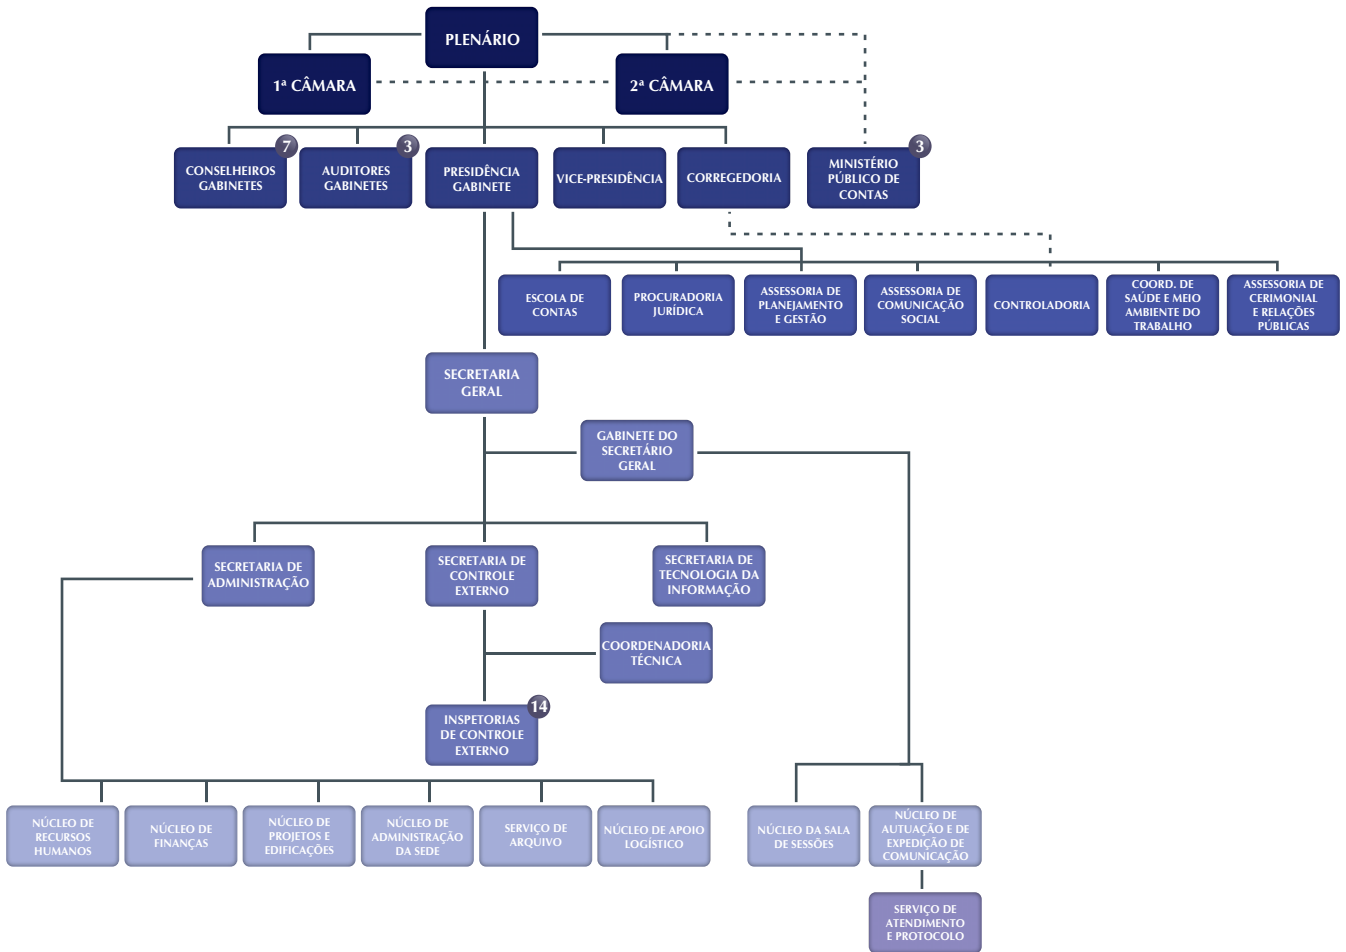 PLENÁRIO
1ª CÂMARA
2ª CÂMARA
7
CONSELHEIROS
GABINETES
3
AUDITORES
GABINETES
PRESIDÊNCIA
GABINETE
VICE-PRESIDÊNCIA
CORREGEDORIA
3
MINISTÉRIO
PÚBLICO DE
CONTAS
ESCOLA DE
CONTAS
PROCURADORIA
JURÍDICA
ASSESSORIA DE
PLANEJAMENTO
E GESTÃO
ASSESSORIA DE
COMUNICAÇÃO
SOCIAL
CONTROLADORIA
COORD. DE
SAÚDE E MEIO
AMBIENTE DO
TRABALHO
ASSESSORIA DE
CERIMONIAL
E RELAÇÕES
PÚBLICAS
SECRETARIA
GERAL
GABINETE DO
SECRETÁRIO
GERAL
SECRETARIA DE
ADMINISTRAÇÃO
SECRETARIA DE
CONTROLE
EXTERNO
SECRETARIA DE
TECNOLOGIA DA
INFORMAÇÃO
COORDENADORIA
TÉCNICA
14
INSPETORIAS
DE CONTROLE
EXTERNO
NÚCLEO DE
RECURSOS
HUMANOS
NÚCLEO DE
FINANÇAS
NÚCLEO DE
PROJETOS E
EDIFICAÇÕES
NÚCLEO DE
ADMINISTRAÇÃO
DA SEDE
SERVIÇO DE
ARQUIVO
NÚCLEO DE APOIO
LOGÍSTICO
NÚCLEO DA SALA
DE SESSÕES
NÚCLEO DE
AUTUAÇÃO E DE
EXPEDIÇÃO DE
COMUNICAÇÃO
SERVIÇO DE
ATENDIMENTO
E PROTOCOLO